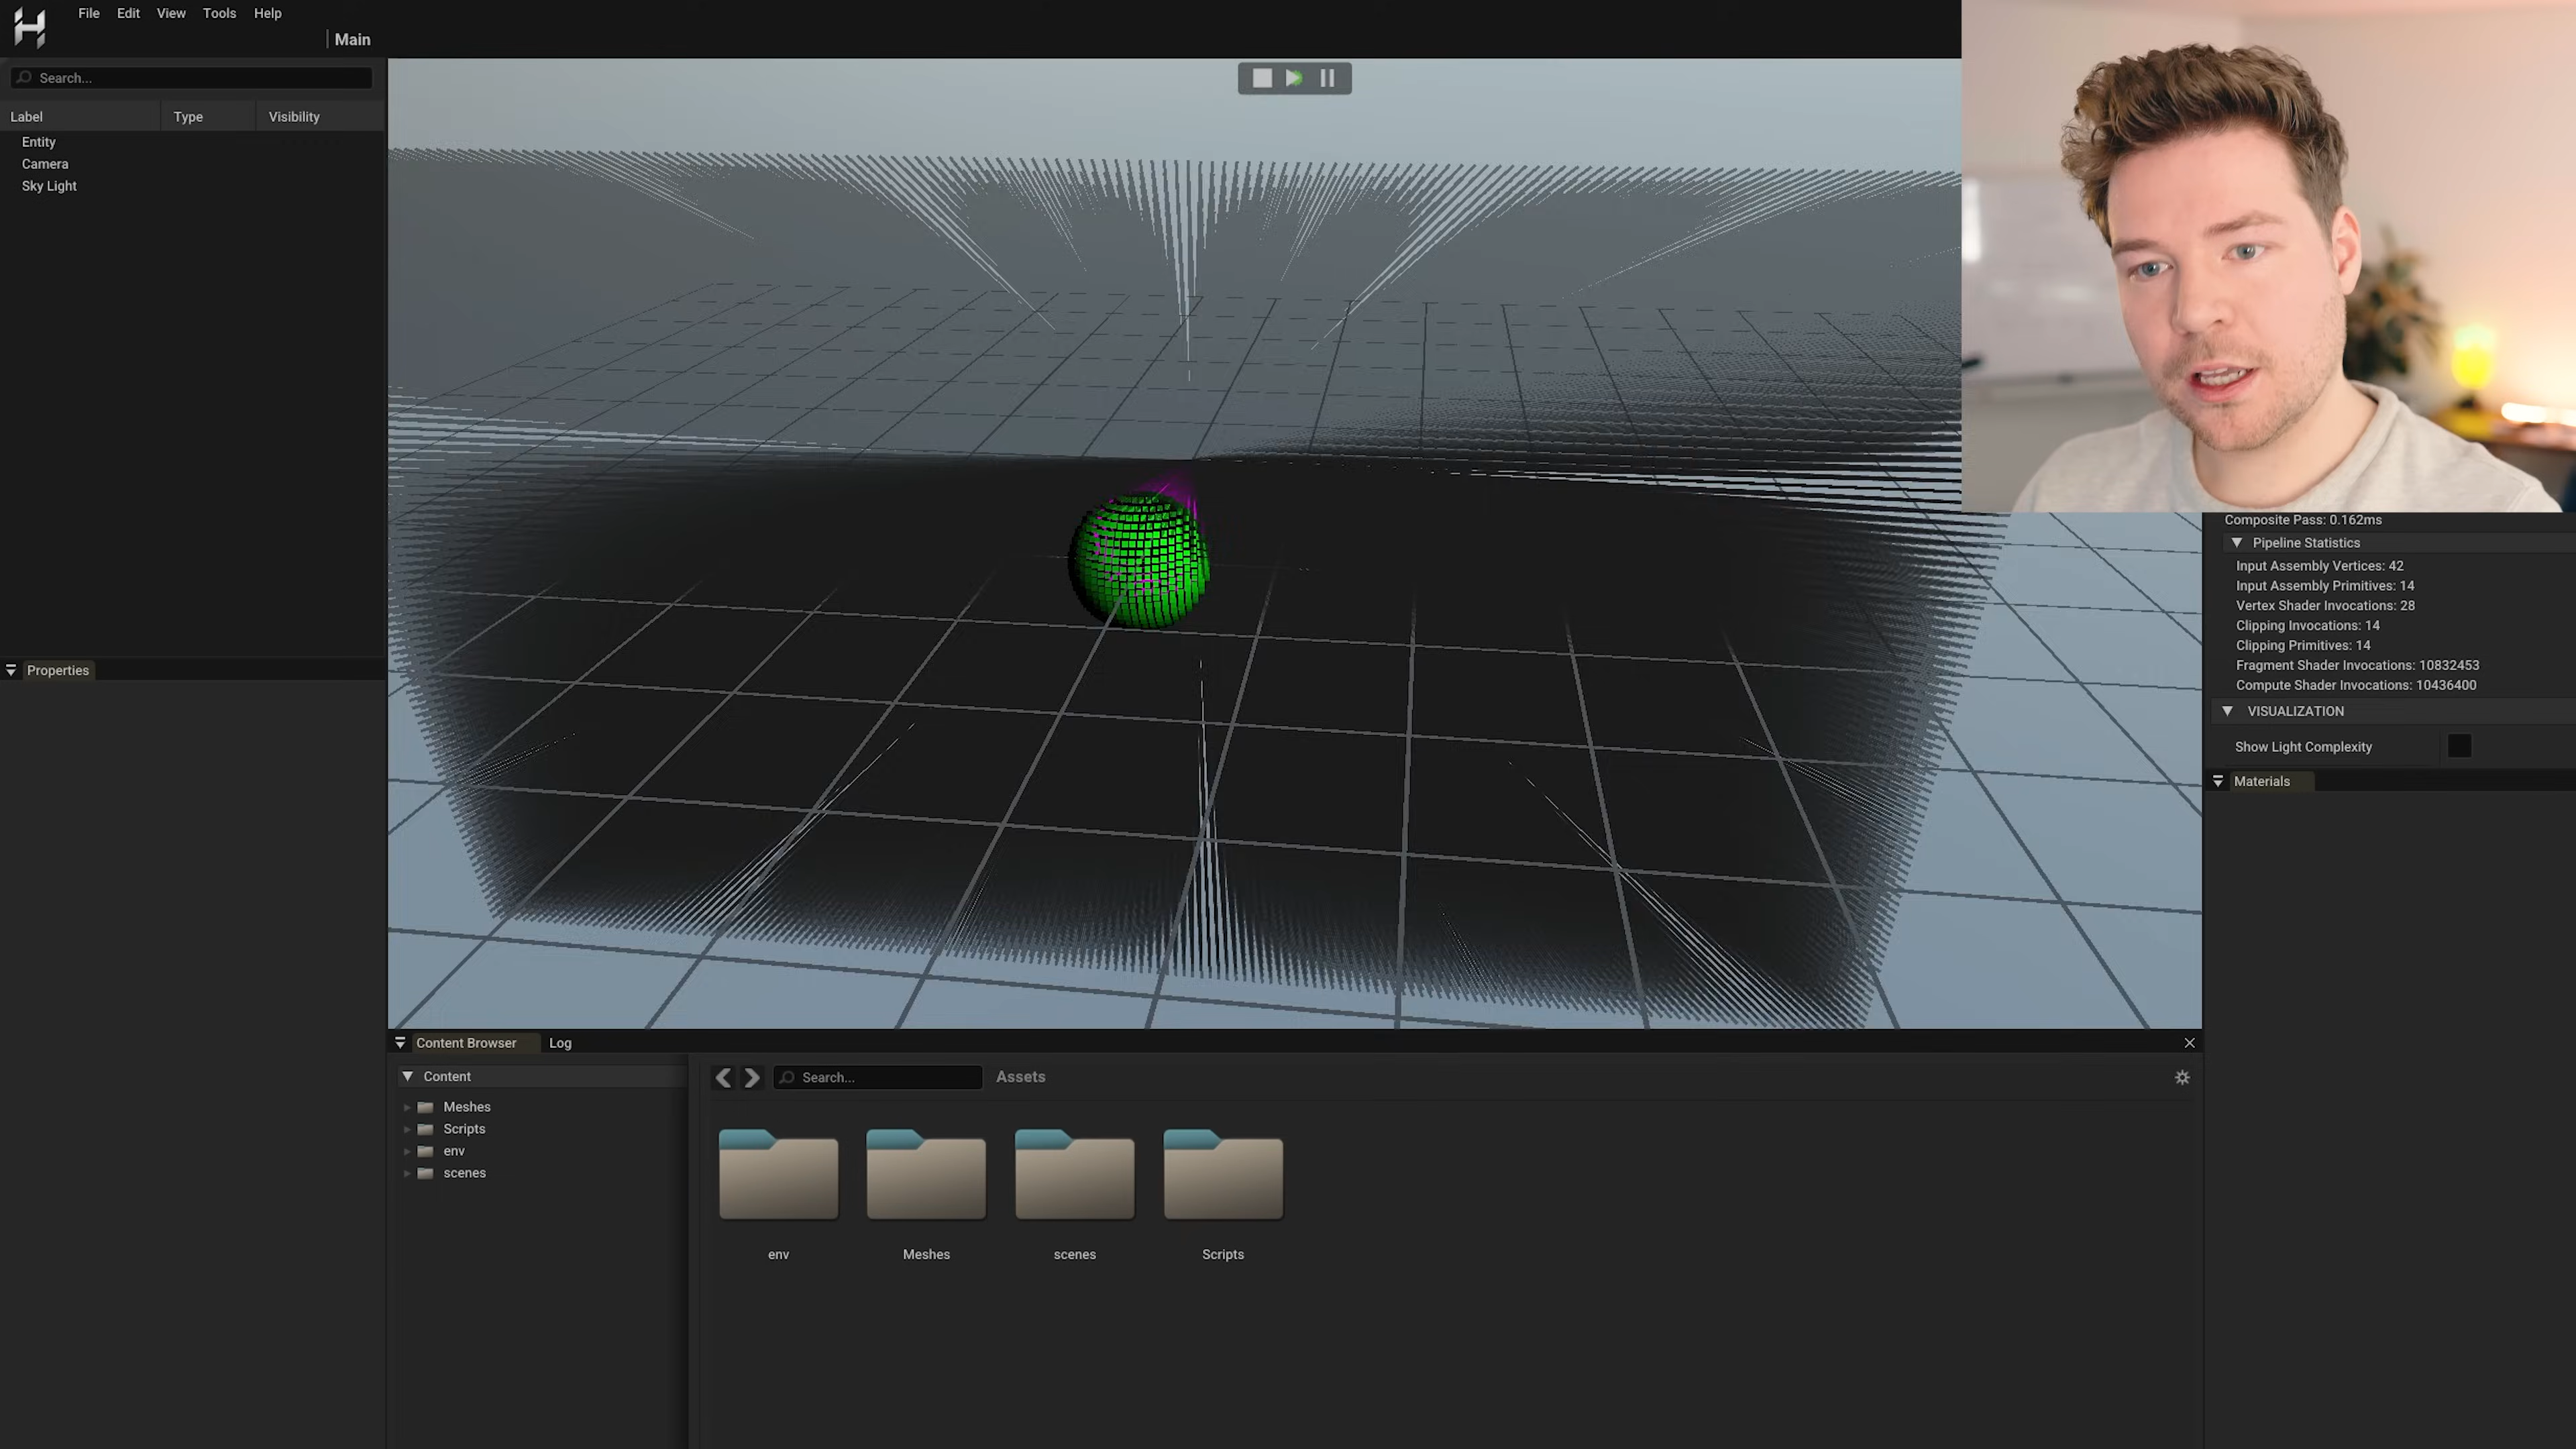 File Edit View Tools Help
Main
Search...
Label Type Visibility
Entity
Camera
Sky Light
Properties
Composite Pass: 0.162ms
Pipeline Statistics
Input Assembly Vertices: 42
Input Assembly Primitives: 14
Vertex Shader Invocations: 28
Clipping Invocations: 14
Clipping Primitives: 14
Fragment Shader Invocations: 10832453
Compute Shader Invocations: 10436400
VISUALIZATION
Show Light Complexity
Materials
Content Browser Log
Content
Meshes
Scripts
env
scenes
Search... Assets
env Meshes scenes Scripts